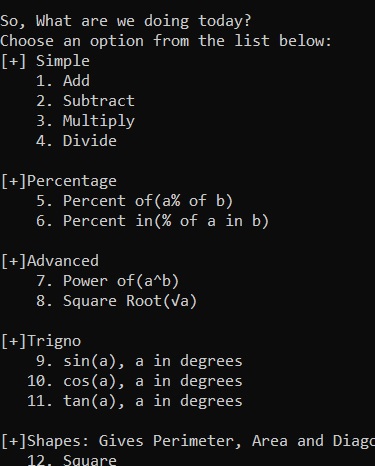 So, What are we doing today?
Choose an option from the list below:
[+] Simple
1. Add
2. Subtract
3. Multiply
4. Divide
[+]Percentage
5. Percent of(a% of b)
6. Percent in(% of a in b)
[+]Advanced
7. Power of(a^b)
8. Square Root(√a)
[+]Trigno
9. sin(a), a in degrees
10. cos(a), a in degrees
11. tan(a), a in degrees
[+]Shapes: Gives Perimeter, Area and Diago
12. Square